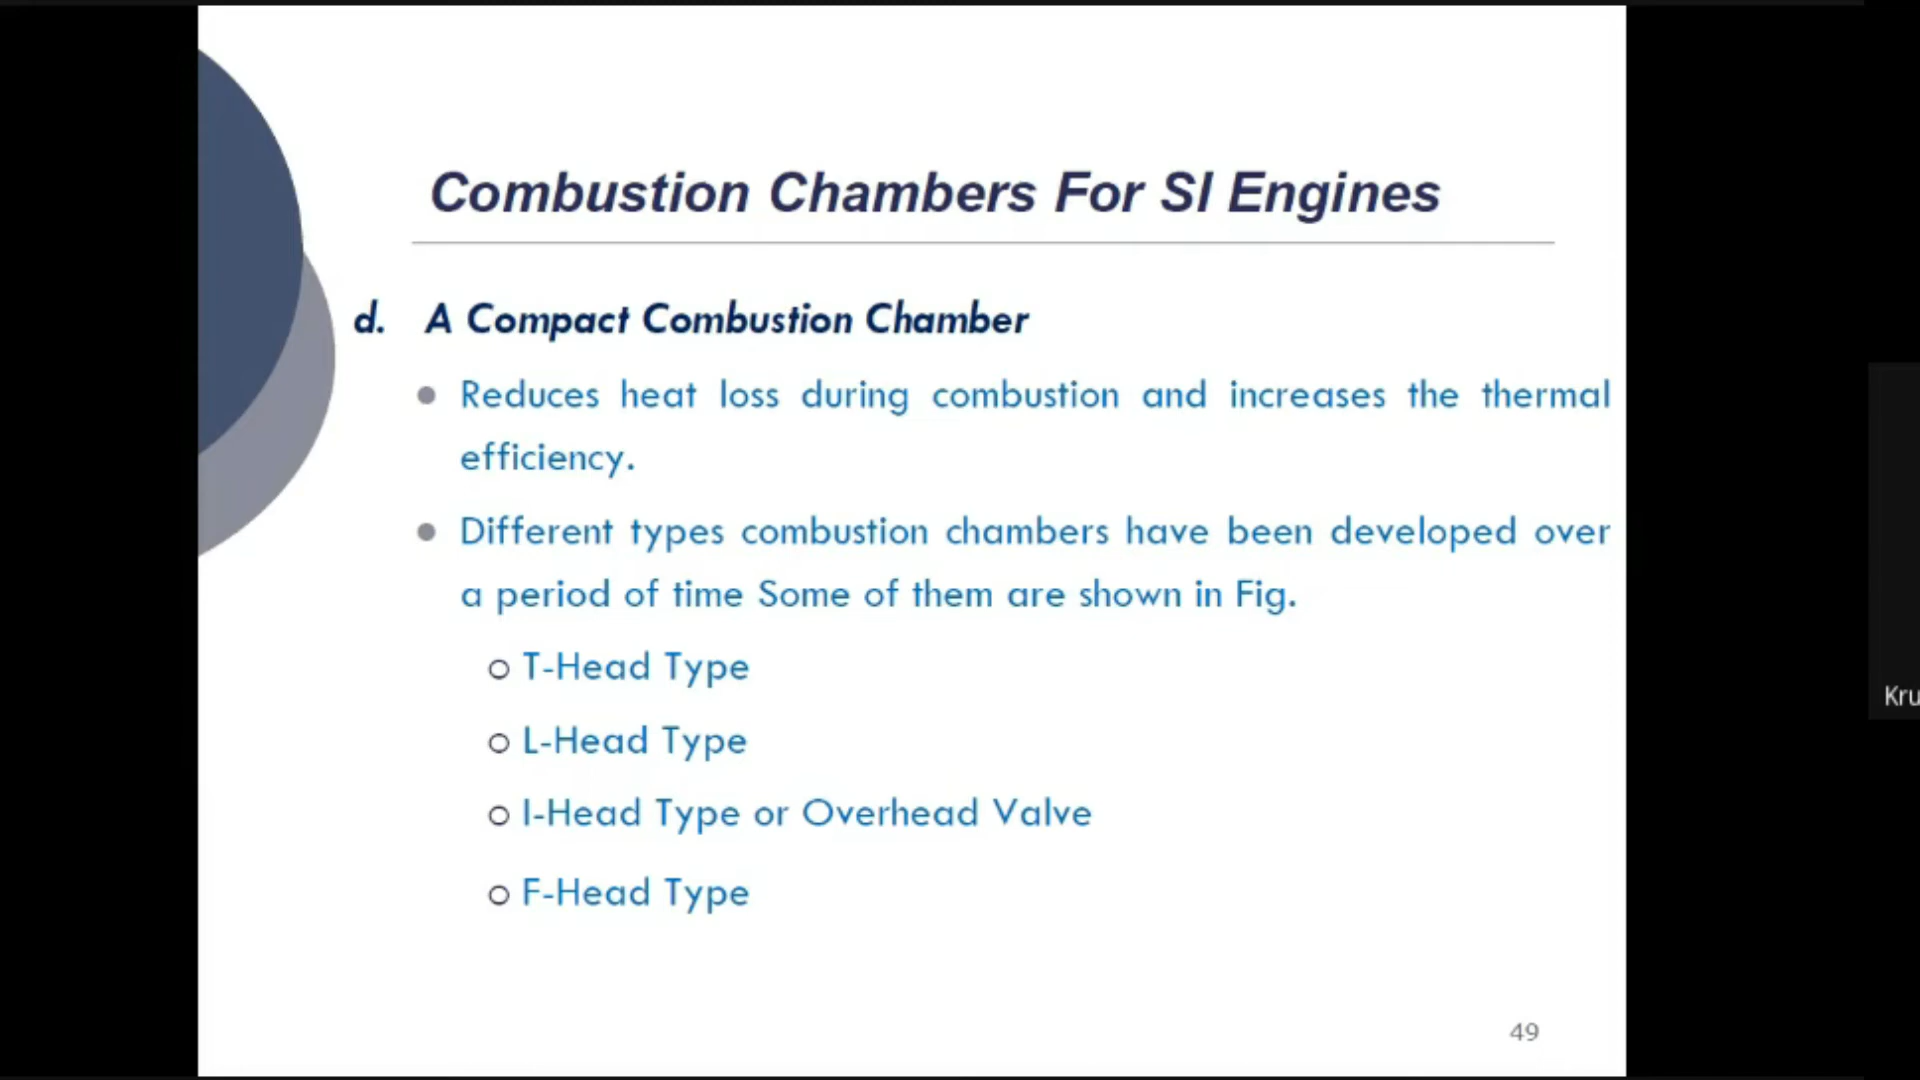 Combustion Chambers For SI Engines
d. A Compact Combustion Chamber
Reduces heat loss during combustion and increases the thermal
efficiency.
Different types combustion chambers have been developed over
a period of time Some of them are shown in Fig.
T-Head Type
L-Head Type
I-Head Type or Overhead Valve
F-Head Type
49
Kru